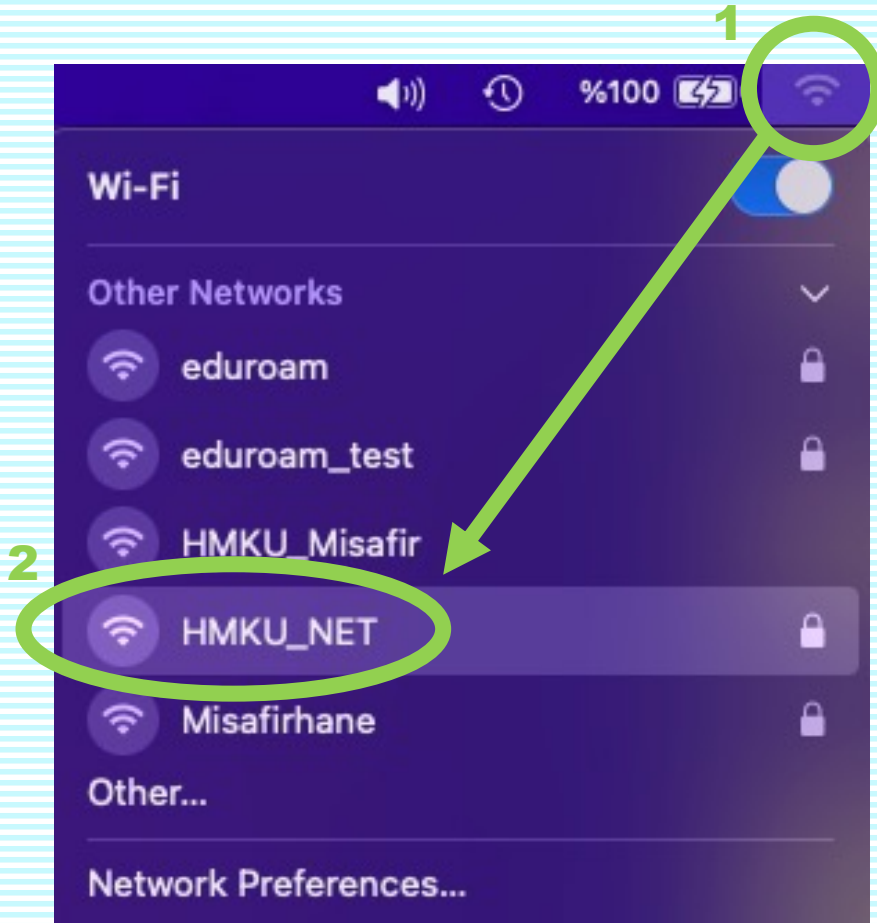 1
%100
Wi-Fi
Other Networks
eduroam
eduroam_test
HMKU_Misafir
2
HMKU_NET
Misafirhane
Other...
Network Preferences...